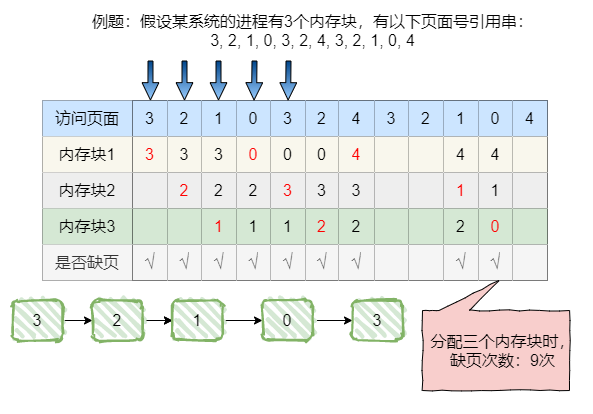 例题：假设某系统的进程有3个内存块，有以下页面号引用串：
3, 2, 1, 0, 3, 2, 4, 3, 2, 1, 0, 4
访问页面 3 2 1 0 3 2 4 3 2 1 0 4
内存块1 3 3 3 0 0 0 4 4 4
内存块2 2 2 2 3 3 3 1 1
内存块3 1 1 1 2 2 2 0
是否缺页 √ √ √ √ √ √ √ √ √
3 2 1 0 3
分配三个内存块时，
缺页次数：9次